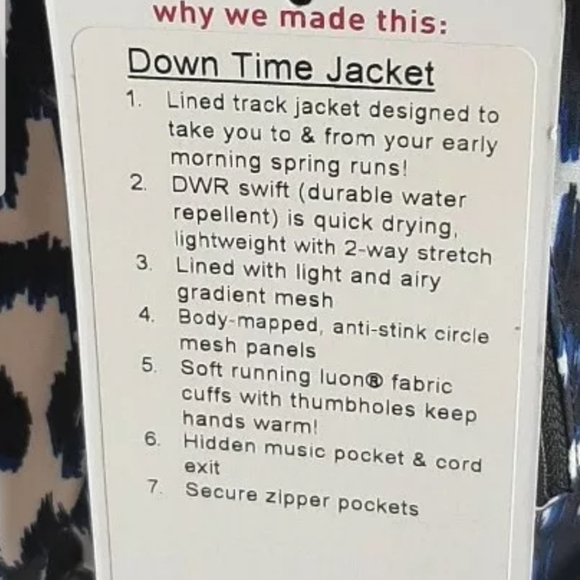 why we made this:
Down Time Jacket
1. Lined track jacket designed to
take you to & from your early
morning spring runs!
2. DWR swift (durable water
repellent) is quick drying,
lightweight with 2-way stretch
3. Lined with light and airy
gradient mesh
4. Body-mapped, anti-stink circle
mesh panels
5. Soft running luon® fabric
cuffs with thumbholes keep
hands warm!
6. Hidden music pocket & cord
exit
7. Secure zipper pockets